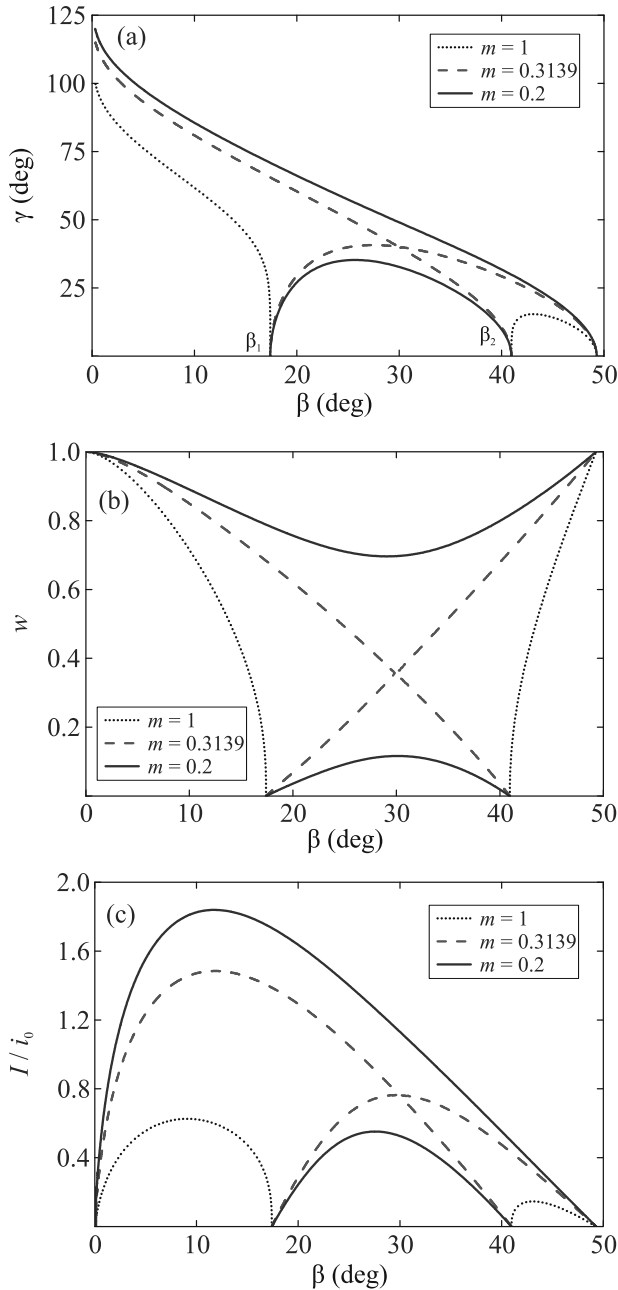 125
100
75
50
25
γ (deg)
(a)
m = 1
m = 0.3139
m = 0.2
β1
β2
0 10 20 30 40 50
β (deg)
1.0
0.8
0.6
0.4
0.2
w
(b)
m = 1
m = 0.3139
m = 0.2
0 10 20 30 40 50
β (deg)
2.0
1.6
1.2
0.8
0.4
I / i0
(c)
m = 1
m = 0.3139
m = 0.2
0 10 20 30 40 50
β (deg)